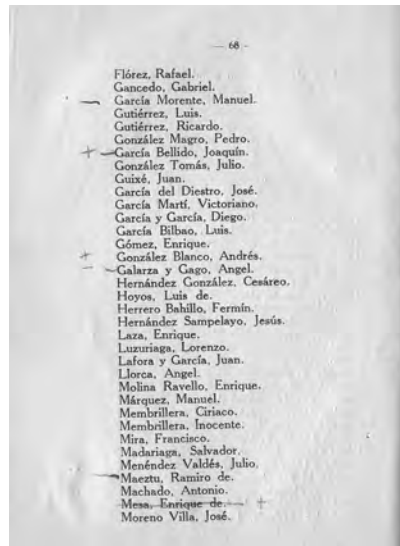 — 68 -
Flórez, Rafael.
Gancedo, Gabriel.
García Morente, Manuel.
Gutiérrez, Luis.
Gutiérrez, Ricardo.
González Magro, Pedro.
+ García Bellido, Joaquín.
González Tomás, Julio.
Guixé, Juan.
García del Diestro, José.
García Martí, Victoriano.
García y García, Diego.
García Bilbao, Luis.
Gómez, Enrique.
+ González Blanco, Andrés.
– Galarza y Gago, Angel.
Hernández González, Cesáreo.
Hoyos, Luis de.
Herrero Bahillo, Fermín.
Hernández Sampelayo, Jesús.
Laza, Enrique.
Luzuriaga, Lorenzo.
Lafora y García, Juan.
Llorca, Angel.
Molina Ravello, Enrique.
Márquez, Manuel.
Membrillera, Ciriaco.
Membrillera, Inocente.
Mira, Francisco.
Madariaga, Salvador.
Menéndez Valdés, Julio.
Maeztu, Ramiro de.
Machado, Antonio.
Mesa, Enrique de. +
Moreno Villa, José.